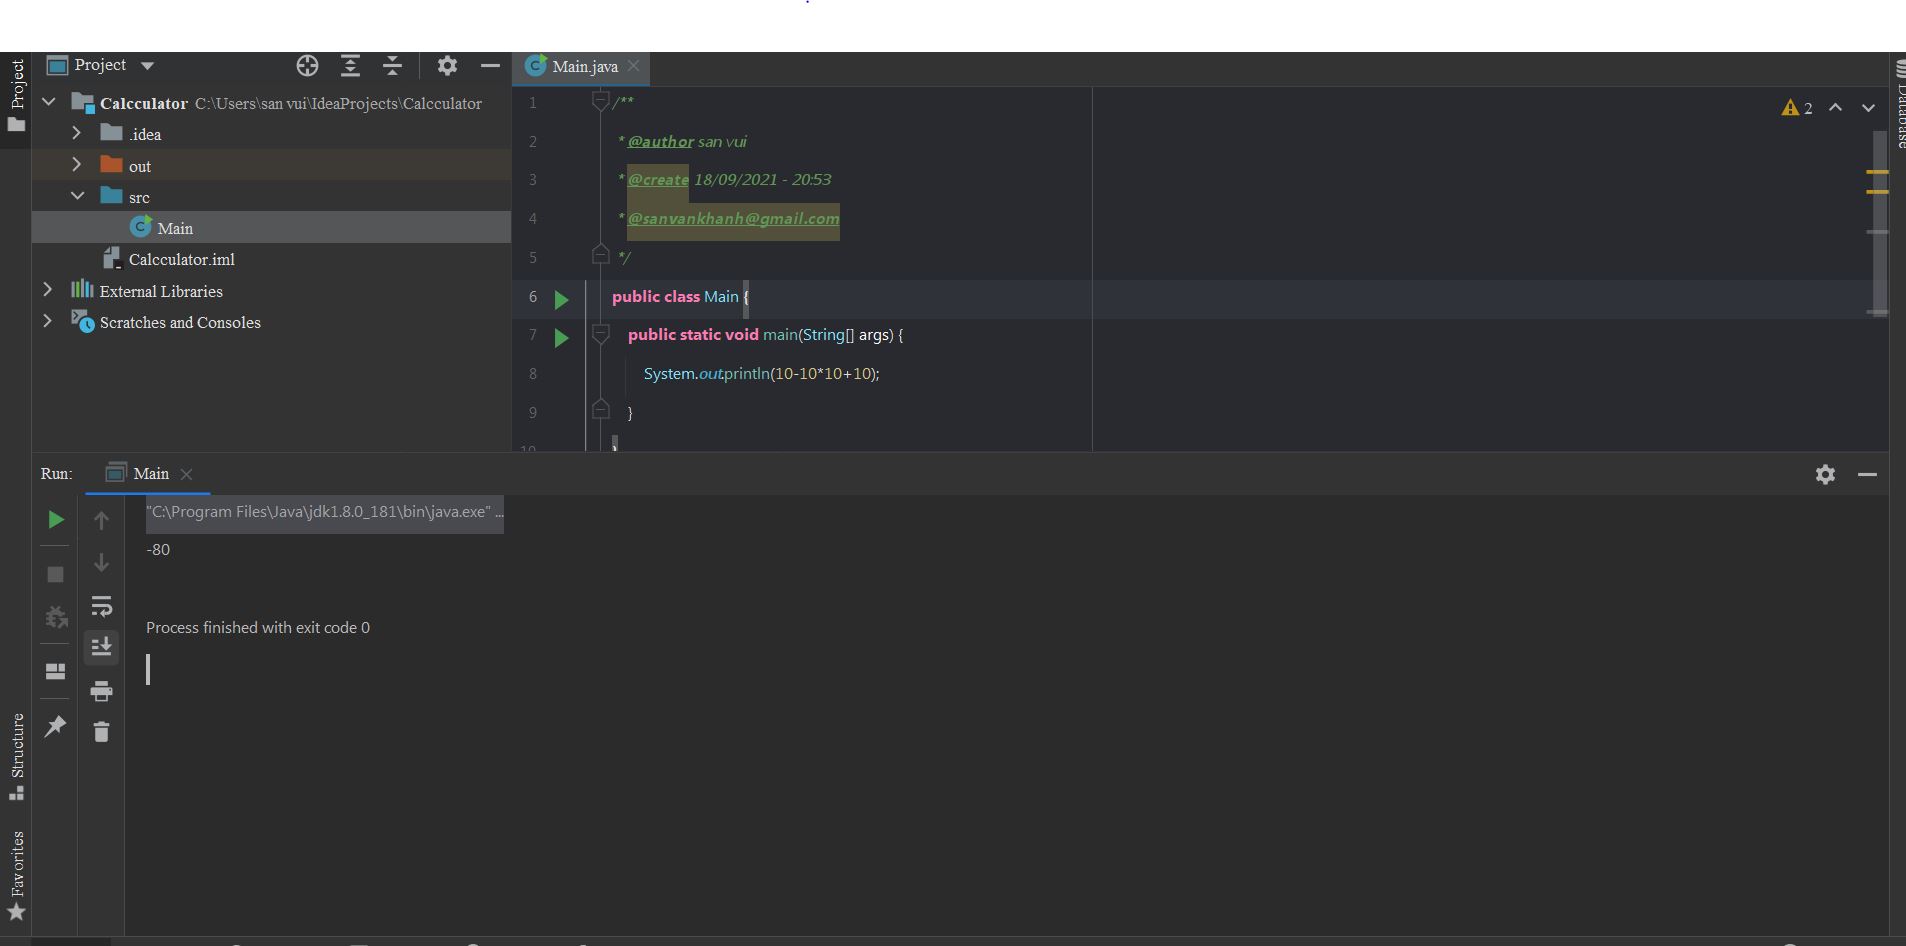 Project
Project
Calcculator C:\Users\san vui\IdeaProjects\Calcculator
.idea
out
src
Main
Calcculator.iml
External Libraries
Scratches and Consoles
Main.java
2
Database
1 /**
2 * @author san vui
3 * @create 18/09/2021 - 20:53
4 * @sanvankhanh@gmail.com
5 */
6 public class Main {
7 public static void main(String[] args) {
8 System.out.println(10-10*10+10);
9 }
10 }
Run: Main
"C:\Program Files\Java\jdk1.8.0_181\bin\java.exe" ...
-80
Process finished with exit code 0
Structure
Favorites